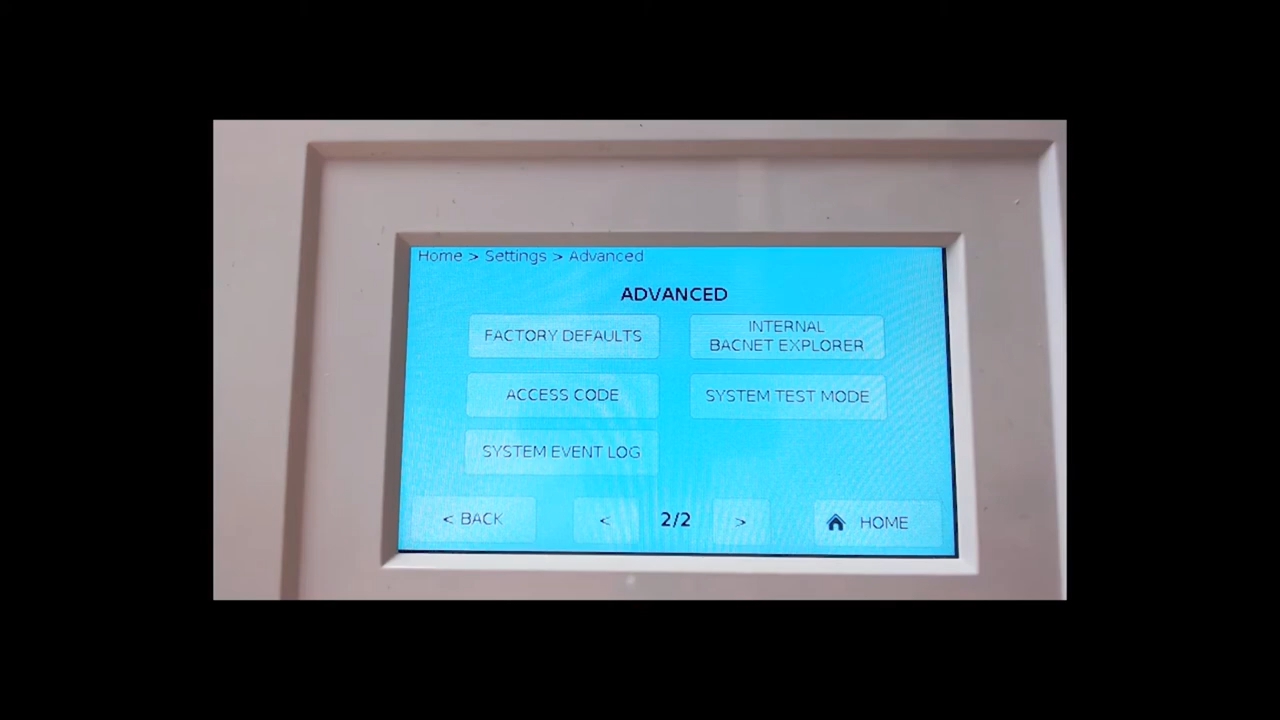 Home > Settings > Advanced
ADVANCED
FACTORY DEFAULTS
INTERNAL
BACNET EXPLORER
ACCESS CODE
SYSTEM TEST MODE
SYSTEM EVENT LOG
< BACK
<
2/2
>
HOME